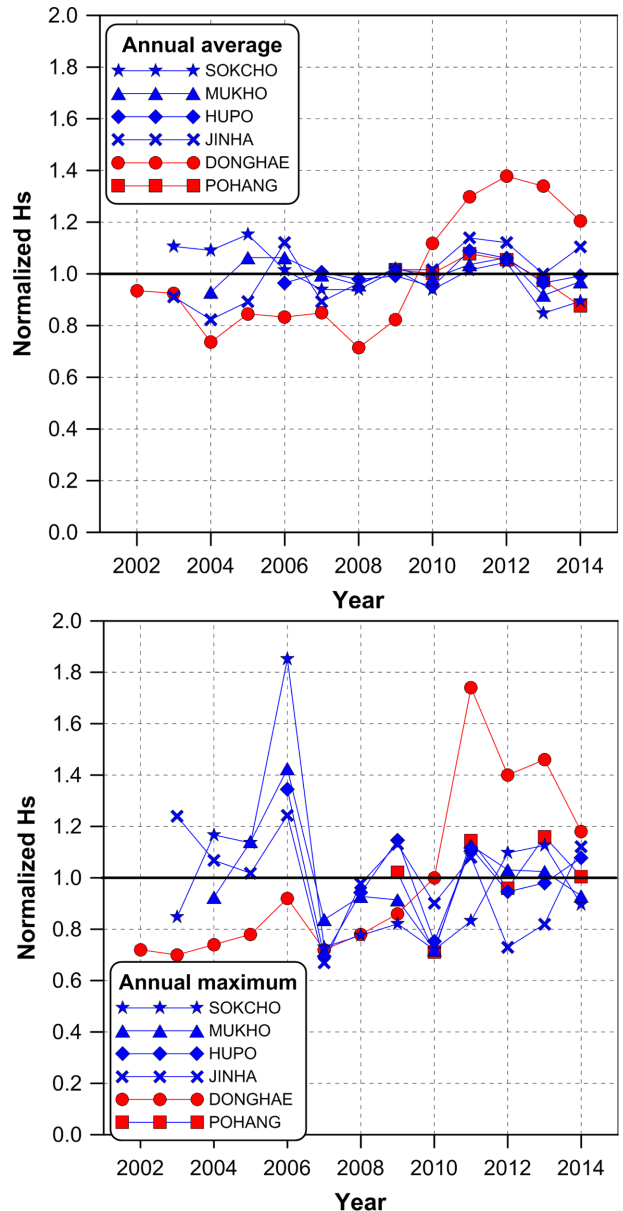 2.0
1.8
1.6
1.4
1.2
1.0
0.8
0.6
0.4
0.2
0.0
Normalized Hs
Annual average
SOKCHO
MUKHO
HUPO
JINHA
DONGHAE
POHANG
2002 2004 2006 2008 2010 2012 2014
Year
2.0
1.8
1.6
1.4
1.2
1.0
0.8
0.6
0.4
0.2
0.0
Normalized Hs
Annual maximum
SOKCHO
MUKHO
HUPO
JINHA
DONGHAE
POHANG
2002 2004 2006 2008 2010 2012 2014
Year